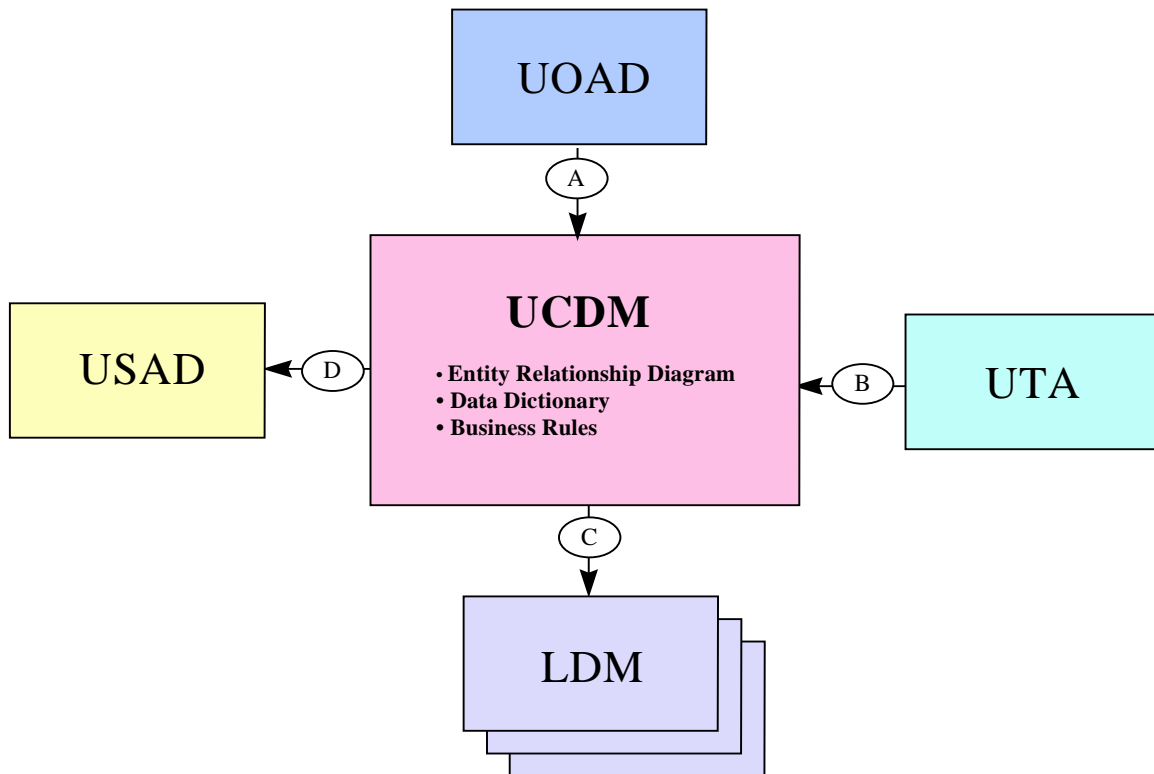 UOAD
A
UCDM
• Entity Relationship Diagram
• Data Dictionary
• Business Rules
USAD
D
B
UTA
C
LDM